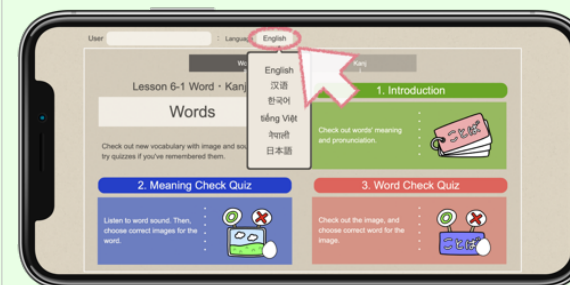 User
:
Language
English
Kanj
English
汉语
한국어
tiếng Việt
नेपाली
日本語
Lesson 6-1 Word・Kanj
Words
Check out new vocabulary with image and sou
try quizzes if you've remembered them.
1. Introduction
Check out words' meaning
and pronunciation.
ことば
2. Meaning Check Quiz
Listen to word sound. Then,
choose correct images for the
word.
3. Word Check Quiz
Check out the image, and
choose correct word for the
image.
ことば